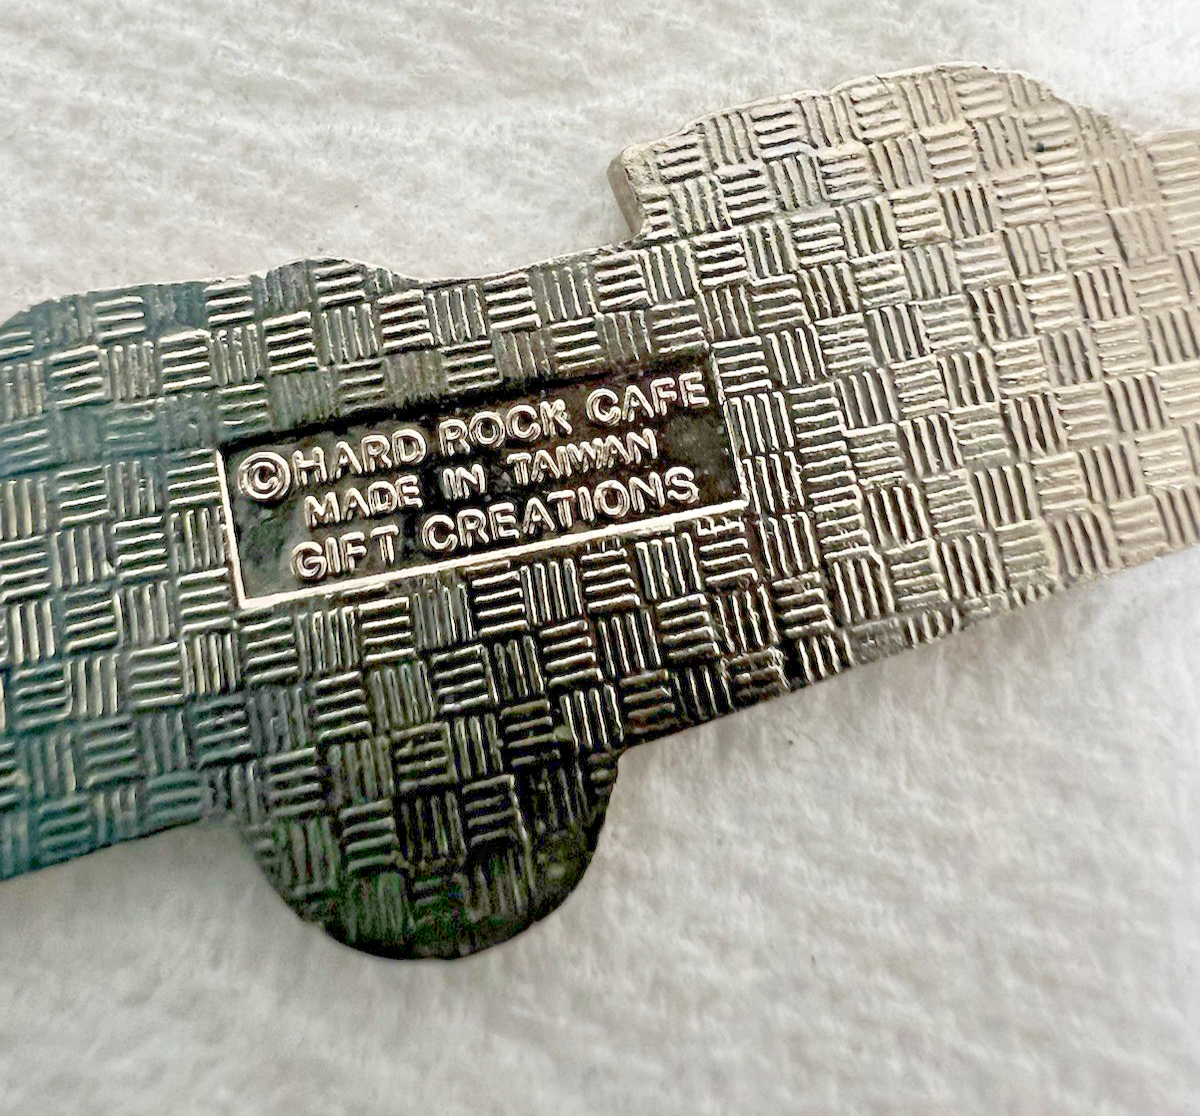 ©HARD ROCK CAFE
MADE IN TAIWAN
GIFT CREATIONS